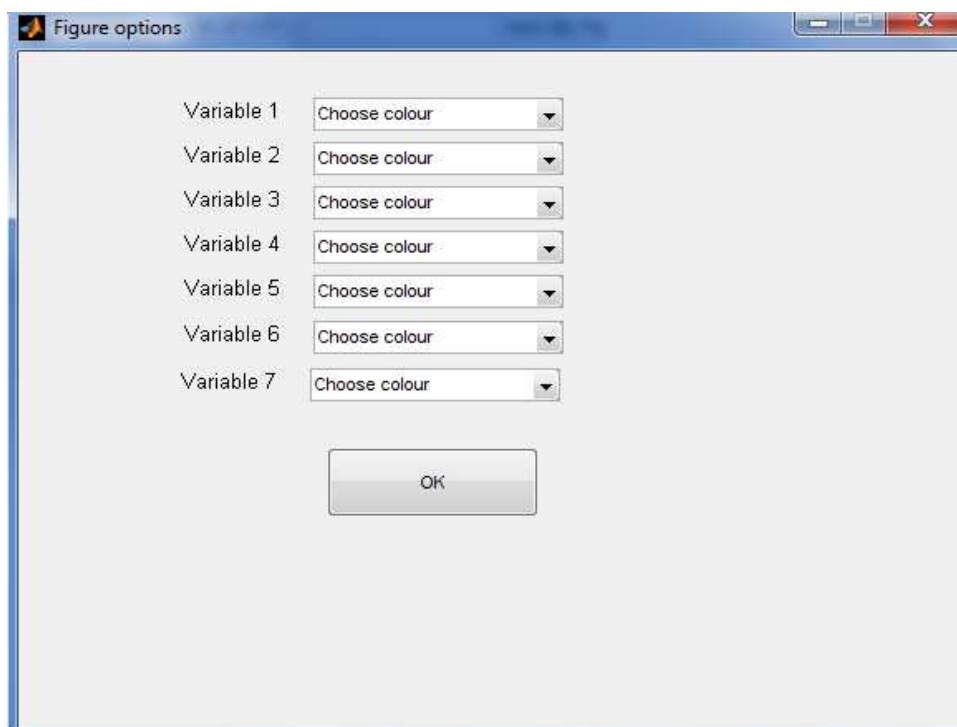 Figure options
Variable 1 Choose colour
Variable 2 Choose colour
Variable 3 Choose colour
Variable 4 Choose colour
Variable 5 Choose colour
Variable 6 Choose colour
Variable 7 Choose colour
OK